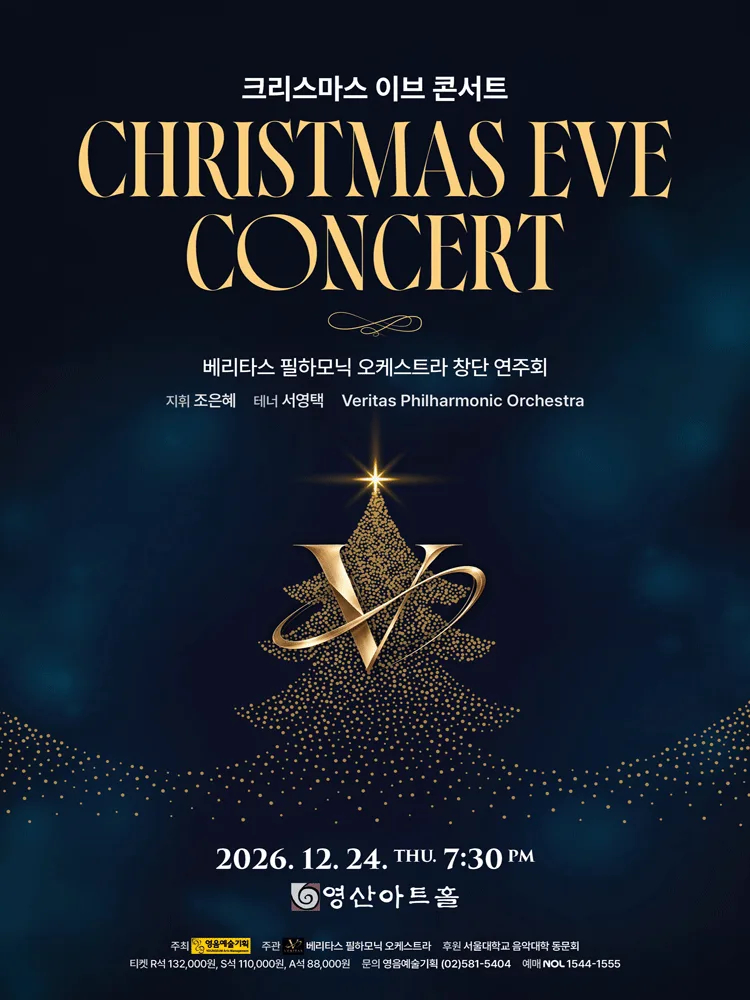 크리스마스 이브 콘서트
CHRISTMAS EVE
CONCERT
베리타스 필하모닉 오케스트라 창단 연주회
지휘 조은혜 테너 서영택 Veritas Philharmonic Orchestra
V
2026. 12. 24. THU. 7:30 PM
영산아트홀
주최 영음예술기획 주관 베리타스 필하모닉 오케스트라 후원 서울대학교 음악대학 동문회
티켓 R석 132,000원, S석 110,000원, A석 88,000원 문의 영음예술기획 (02)581-5404 예매 NOL 1544-1555